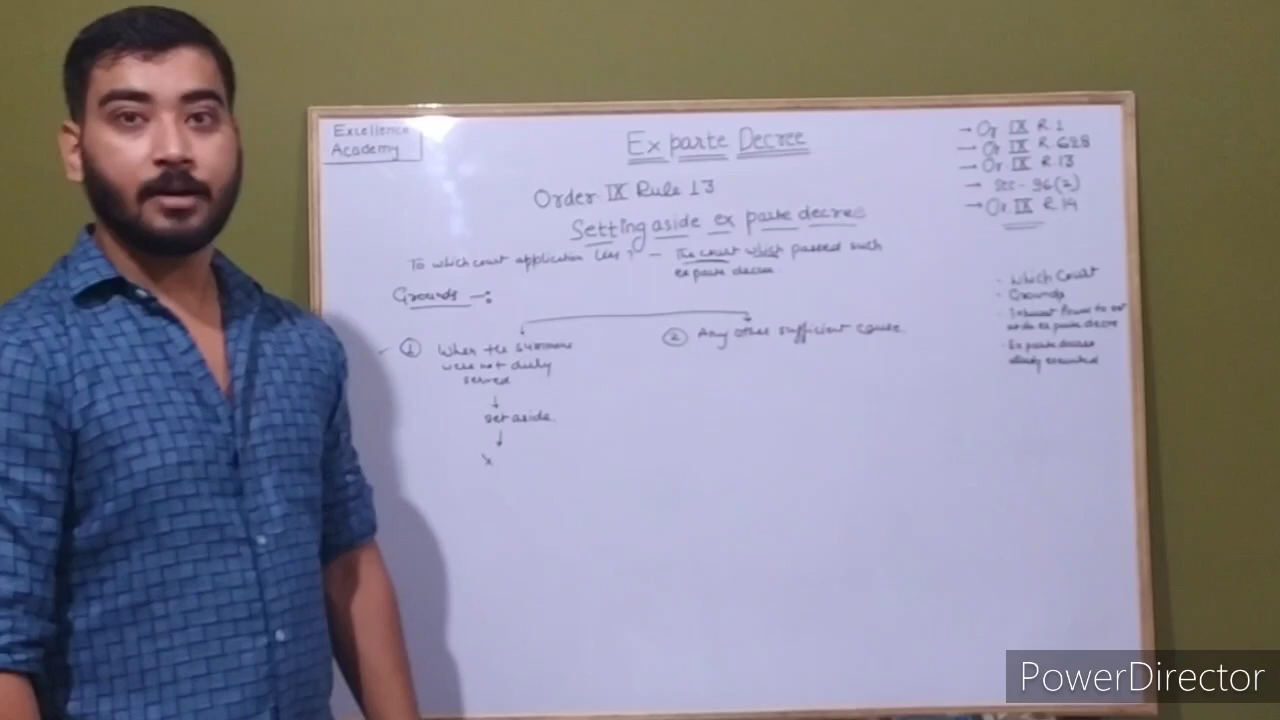 Excellence
Academy
Ex parte Decree
Order IX Rule 13
Setting aside ex parte decree
To which court application lies? - The court which passed such
ex parte decree
Grounds -:
① When the summons
were not duly
served
↓
set aside.
↓
x
② Any other sufficient cause
→ Or IX R.1
→ Or IX R.6&8
→ Or IX R.13
→ Sec- 96(2)
→ Or IX R.14
- Which Court
- Grounds
- Inherent Power to set
aside ex parte decree
- Ex parte decree
already executed
PowerDirector